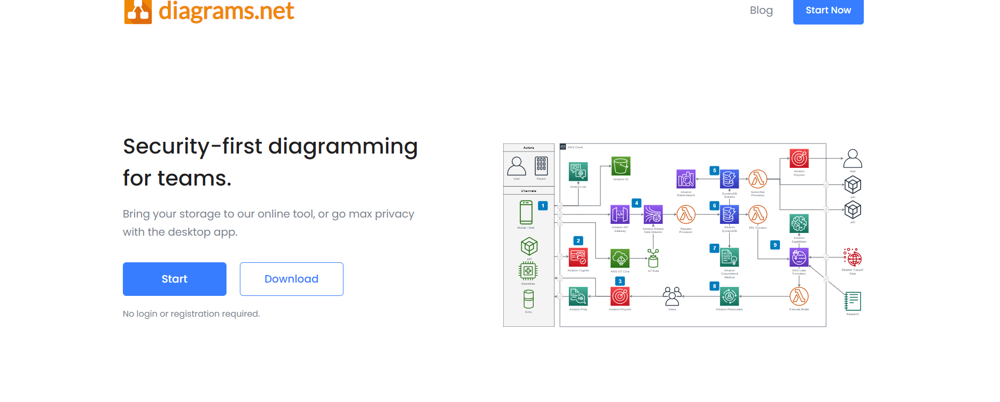 diagrams.net
Blog
Start Now
Security-first diagramming
for teams.
Bring your storage to our online tool, or go max privacy
with the desktop app.
Start
Download
No login or registration required.
Actors
User
Payers
Channels
1
Mobile / Web
API
Wearables
Echo
AWS
AWS Cloud
Amazon Lex
Amazon S3
2
Amazon Cognito
Amazon Polly
Amazon API
Gateway
4
Amazon Kinesis
Data Streams
AWS IoT Core
IoT Rule
3
Amazon Pinpoint
Users
Amazon
ElasticSearch
Request
Processor
5
DynamoDB
Streams
6
Amazon
DynamoDB
7
Amazon
Comprehend
Medical
8
Amazon Personalize
Subscriber
Processor
ERL Function
Amazon
Pinpoint
Amazon
SageMaker
9
AWS Lake
Formation
Execute Model
User
API
API
Related "Casual"
Data
Research